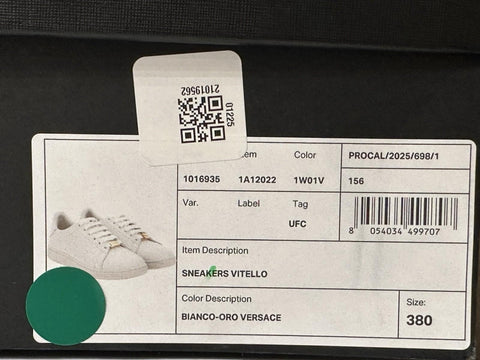 21019562
01225
em Color PROCAL/2025/698/1
1016935 1A12022 1W01V 156
Var. Label Tag
UFC
8 054034 499707
Item Description
SNEAKERS VITELLO
Color Description
BIANCO-ORO VERSACE
Size:
380